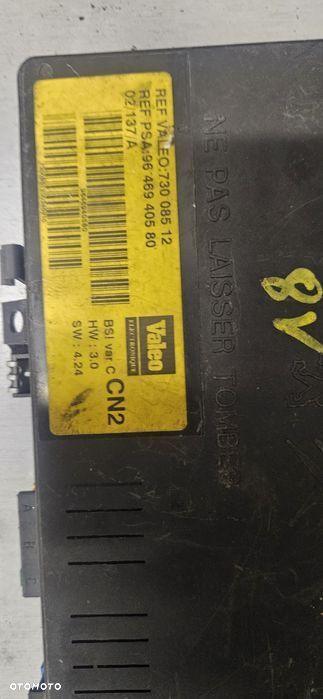 REF VALEO:730 085 12
REF PSA:96 469 405 80
02/137/A
Valeo
ELECTRONIQUE
BSI var C
CN2
HW : 3.0
SW : 4.24
NE PAS LAISSER TOMBER
8V
A B C
OTOMOTO